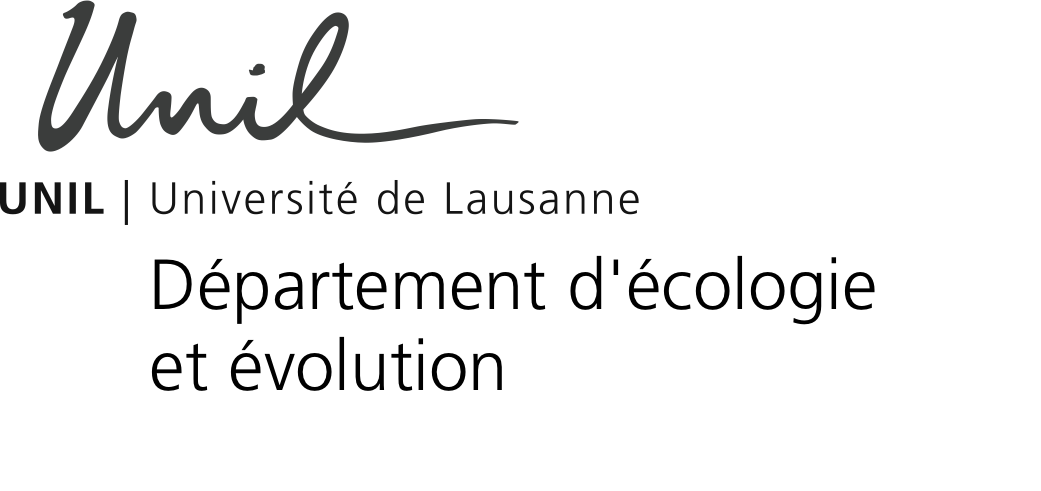 Unil
UNIL | Université de Lausanne
Département d'écologie
et évolution